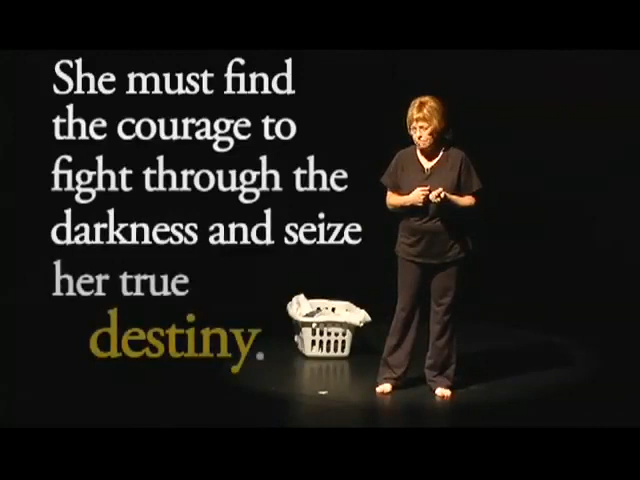 She must find
the courage to
fight through the
darkness and seize
her true
destiny.